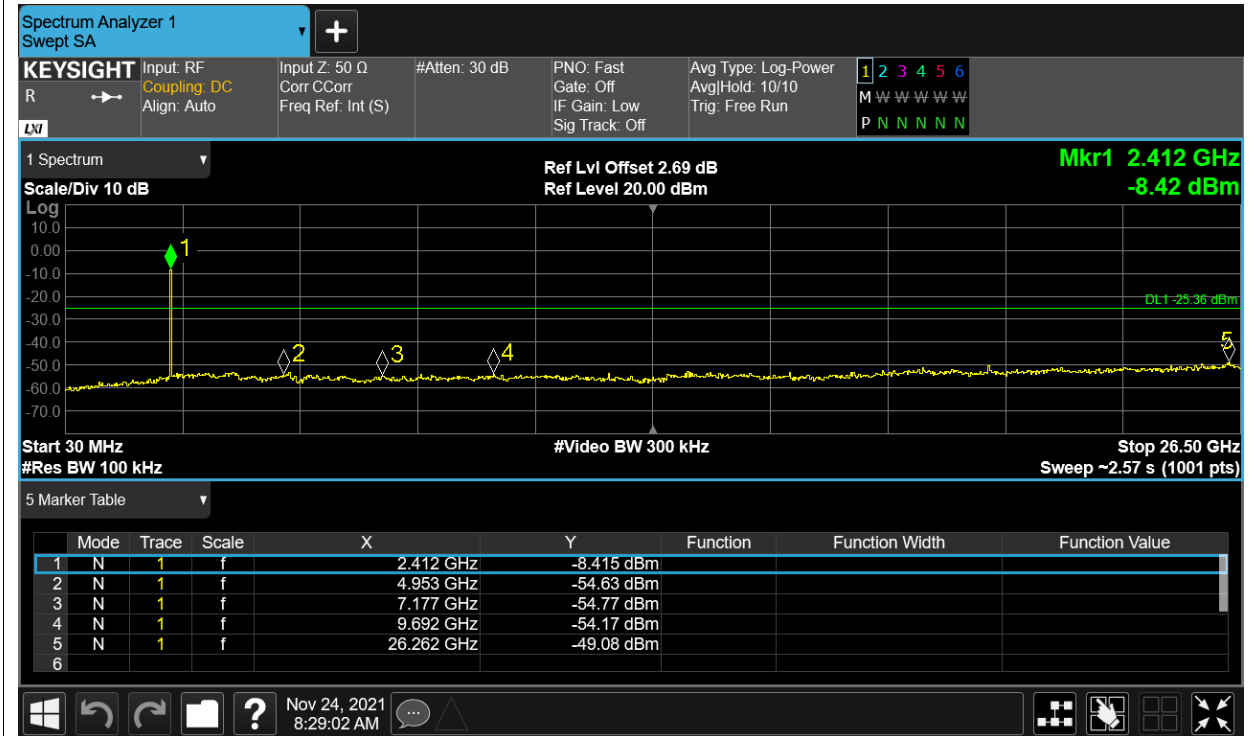 Spectrum Analyzer 1
Swept SA
+
KEYSIGHT Input: RF Input Z: 50 Ω #Atten: 30 dB PNO: Fast Avg Type: Log-Power 1 2 3 4 5 6
R Coupling: DC Corr CCorr Gate: Off Avg|Hold: 10/10 M W W W W W
Align: Auto Freq Ref: Int (S) IF Gain: Low Trig: Free Run
LXI Sig Track: Off P N N N N N
1 Spectrum Ref Lvl Offset 2.69 dB Mkr1 2.412 GHz
Scale/Div 10 dB Ref Level 20.00 dBm -8.42 dBm
Log
10.0
0.00 1
-10.0
-20.0 DL1 -25.36 dBm
-30.0
-40.0 2 3 4 5
-50.0
-60.0
-70.0
Start 30 MHz #Video BW 300 kHz Stop 26.50 GHz
#Res BW 100 kHz Sweep ~2.57 s (1001 pts)
5 Marker Table
Mode Trace Scale X Y Function Function Width Function Value
1 N 1 f 2.412 GHz -8.415 dBm
2 N 1 f 4.953 GHz -54.63 dBm
3 N 1 f 7.177 GHz -54.77 dBm
4 N 1 f 9.692 GHz -54.17 dBm
5 N 1 f 26.262 GHz -49.08 dBm
6
? Nov 24, 2021
8:29:02 AM